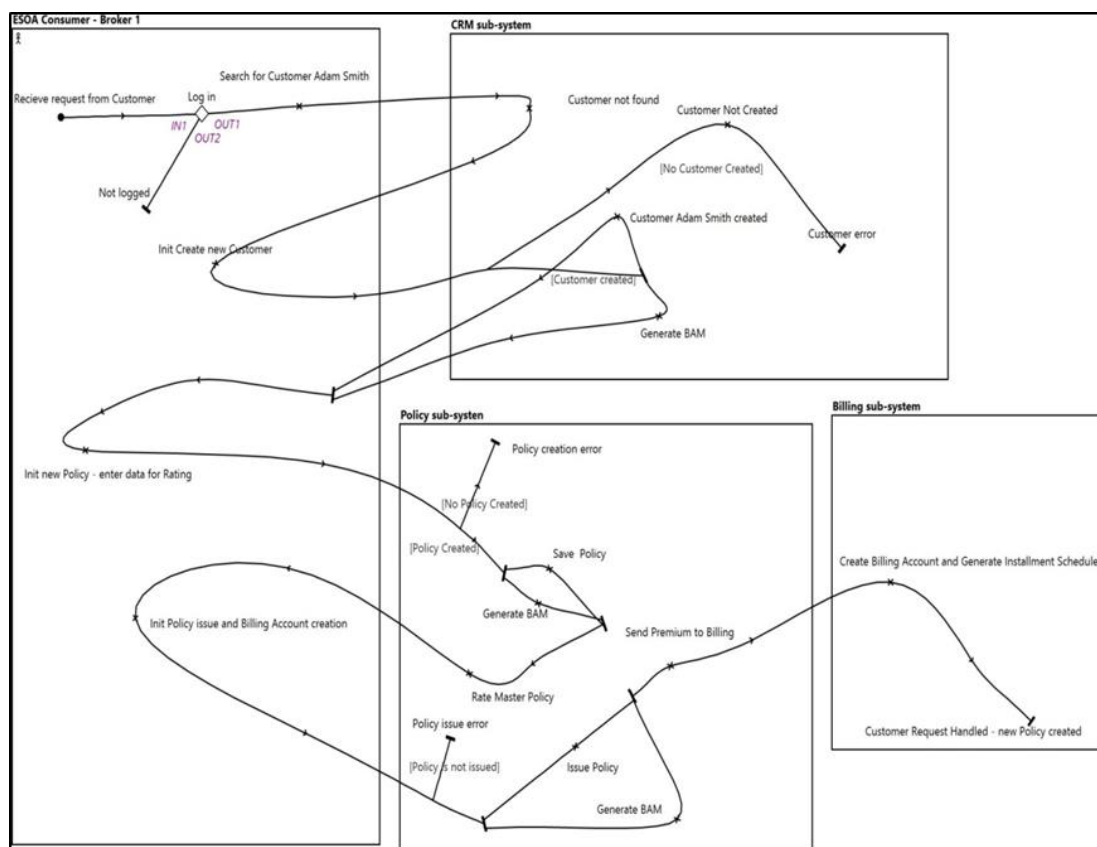 ESOA Consumer - Broker 1
CRM sub-system
Search for Customer Adam Smith
Recieve request from Customer
Log in
IN1
OUT1
OUT2
Not logged
Customer not found
Customer Not Created
[No Customer Created]
Customer Adam Smith created
Customer error
Init Create new Customer
[Customer created]
Generate BAM
Policy sub-systen
Billing sub-system
Policy creation error
Init new Policy - enter data for Rating
[No Policy Created]
[Policy Created]
Save Policy
Create Billing Account and Generate Installment Schedule
Generate BAM
Init Policy issue and Billing Account creation
Send Premium to Billing
Rate Master Policy
Policy issue error
Customer Request Handled - new Policy created
[Policy is not issued]
Issue Policy
Generate BAM